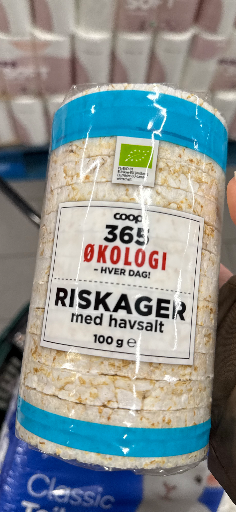 coop
365
ØKOLOGI
– HVER DAG!
RISKAGER
med havsalt
100 g e
Classic